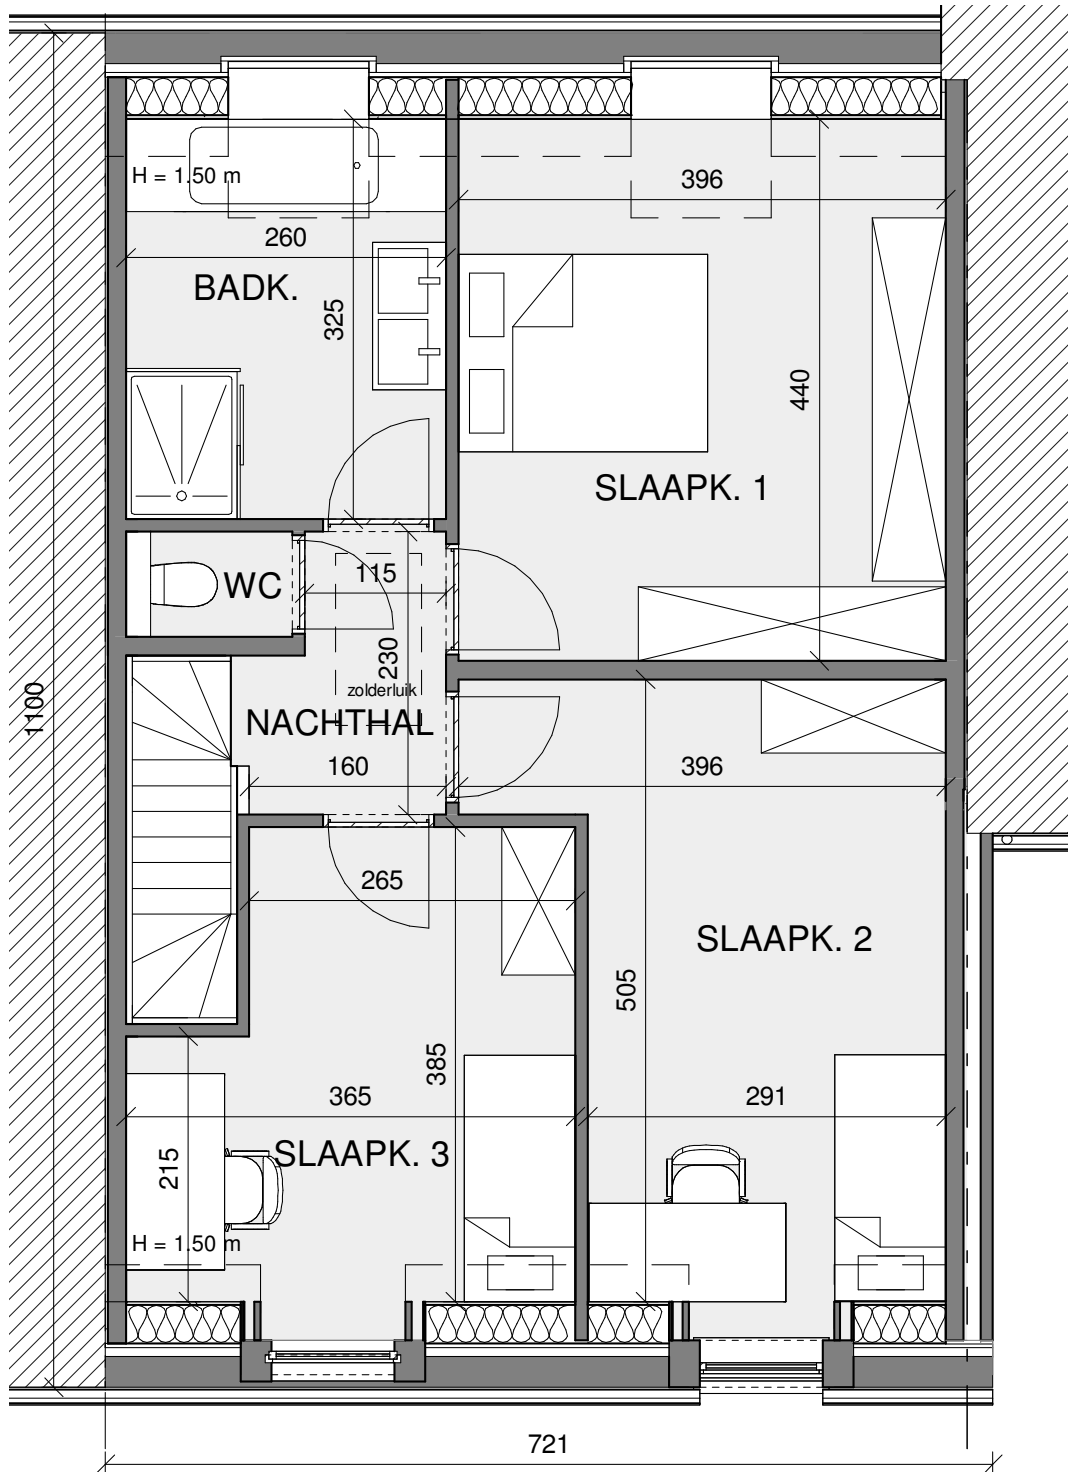 H = 1.50 m
396
260
BADK.
325
440
SLAAPK. 1
WC
115
230
zolderluik
1100
NACHTHAL
160
396
265
SLAAPK. 2
505
385
365
291
SLAAPK. 3
215
H = 1.50 m
721